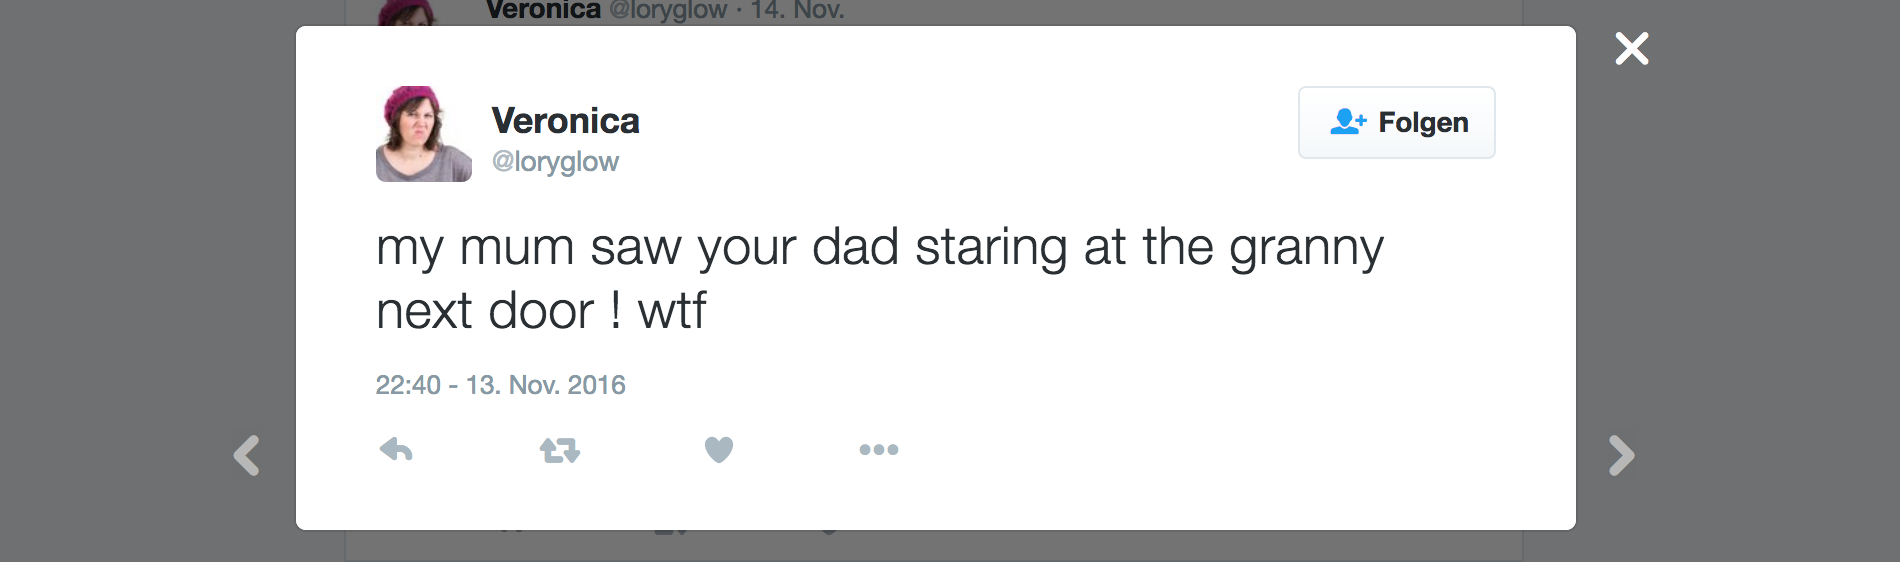 Veronica @loryglow · 14. Nov.
Veronica
@loryglow
Folgen
my mum saw your dad staring at the granny
next door ! wtf
22:40 - 13. Nov. 2016